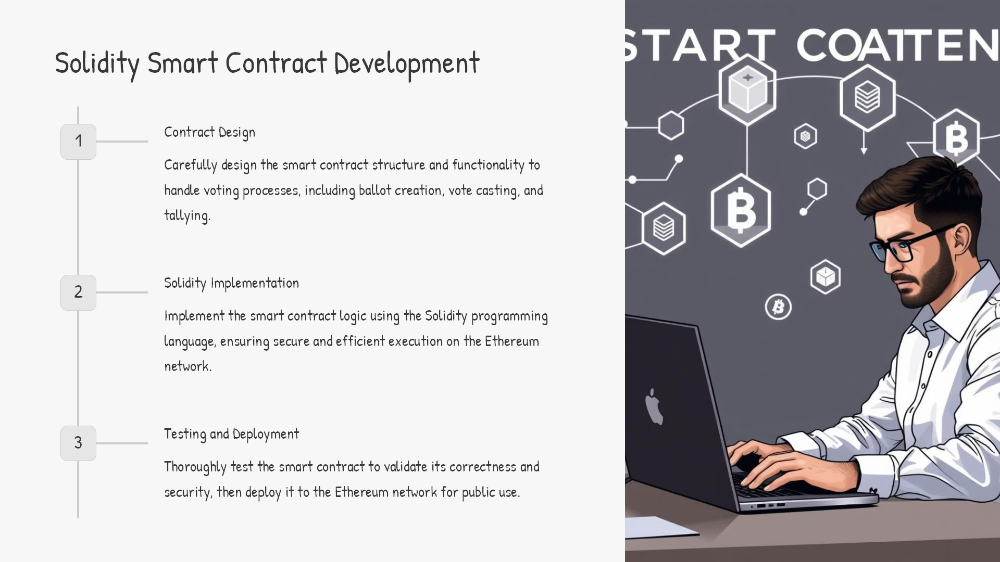 Solidity Smart Contract Development
1
Contract Design
Carefully design the smart contract structure and functionality to
handle voting processes, including ballot creation, vote casting, and
tallying.
2
Solidity Implementation
Implement the smart contract logic using the Solidity programming
language, ensuring secure and efficient execution on the Ethereum
network.
3
Testing and Deployment
Thoroughly test the smart contract to validate its correctness and
security, then deploy it to the Ethereum network for public use.
START COATTEN